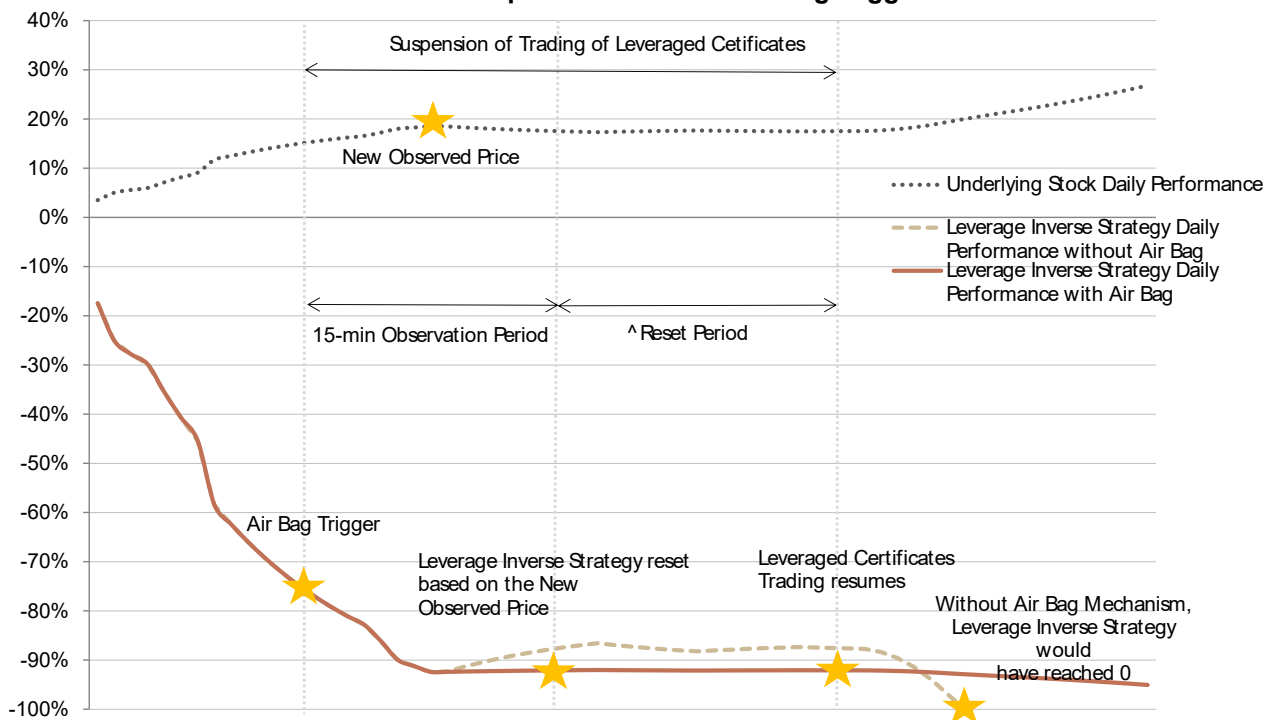 40%
Suspension of Trading of Leveraged Cetificates
30%
20%
New Observed Price
10%
Underlying Stock Daily Performance
0%
Leverage Inverse Strategy Daily
Performance without Air Bag
-10%
Leverage Inverse Strategy Daily
Performance with Air Bag
-20%
15-min Observation Period
^ Reset Period
-30%
-40%
-50%
-60%
Air Bag Trigger
-70%
Leverage Inverse Strategy reset
based on the New
Observed Price
Leveraged Certificates
Trading resumes
-80%
Without Air Bag Mechanism,
Leverage Inverse Strategy
would
have reached 0
-90%
-100%